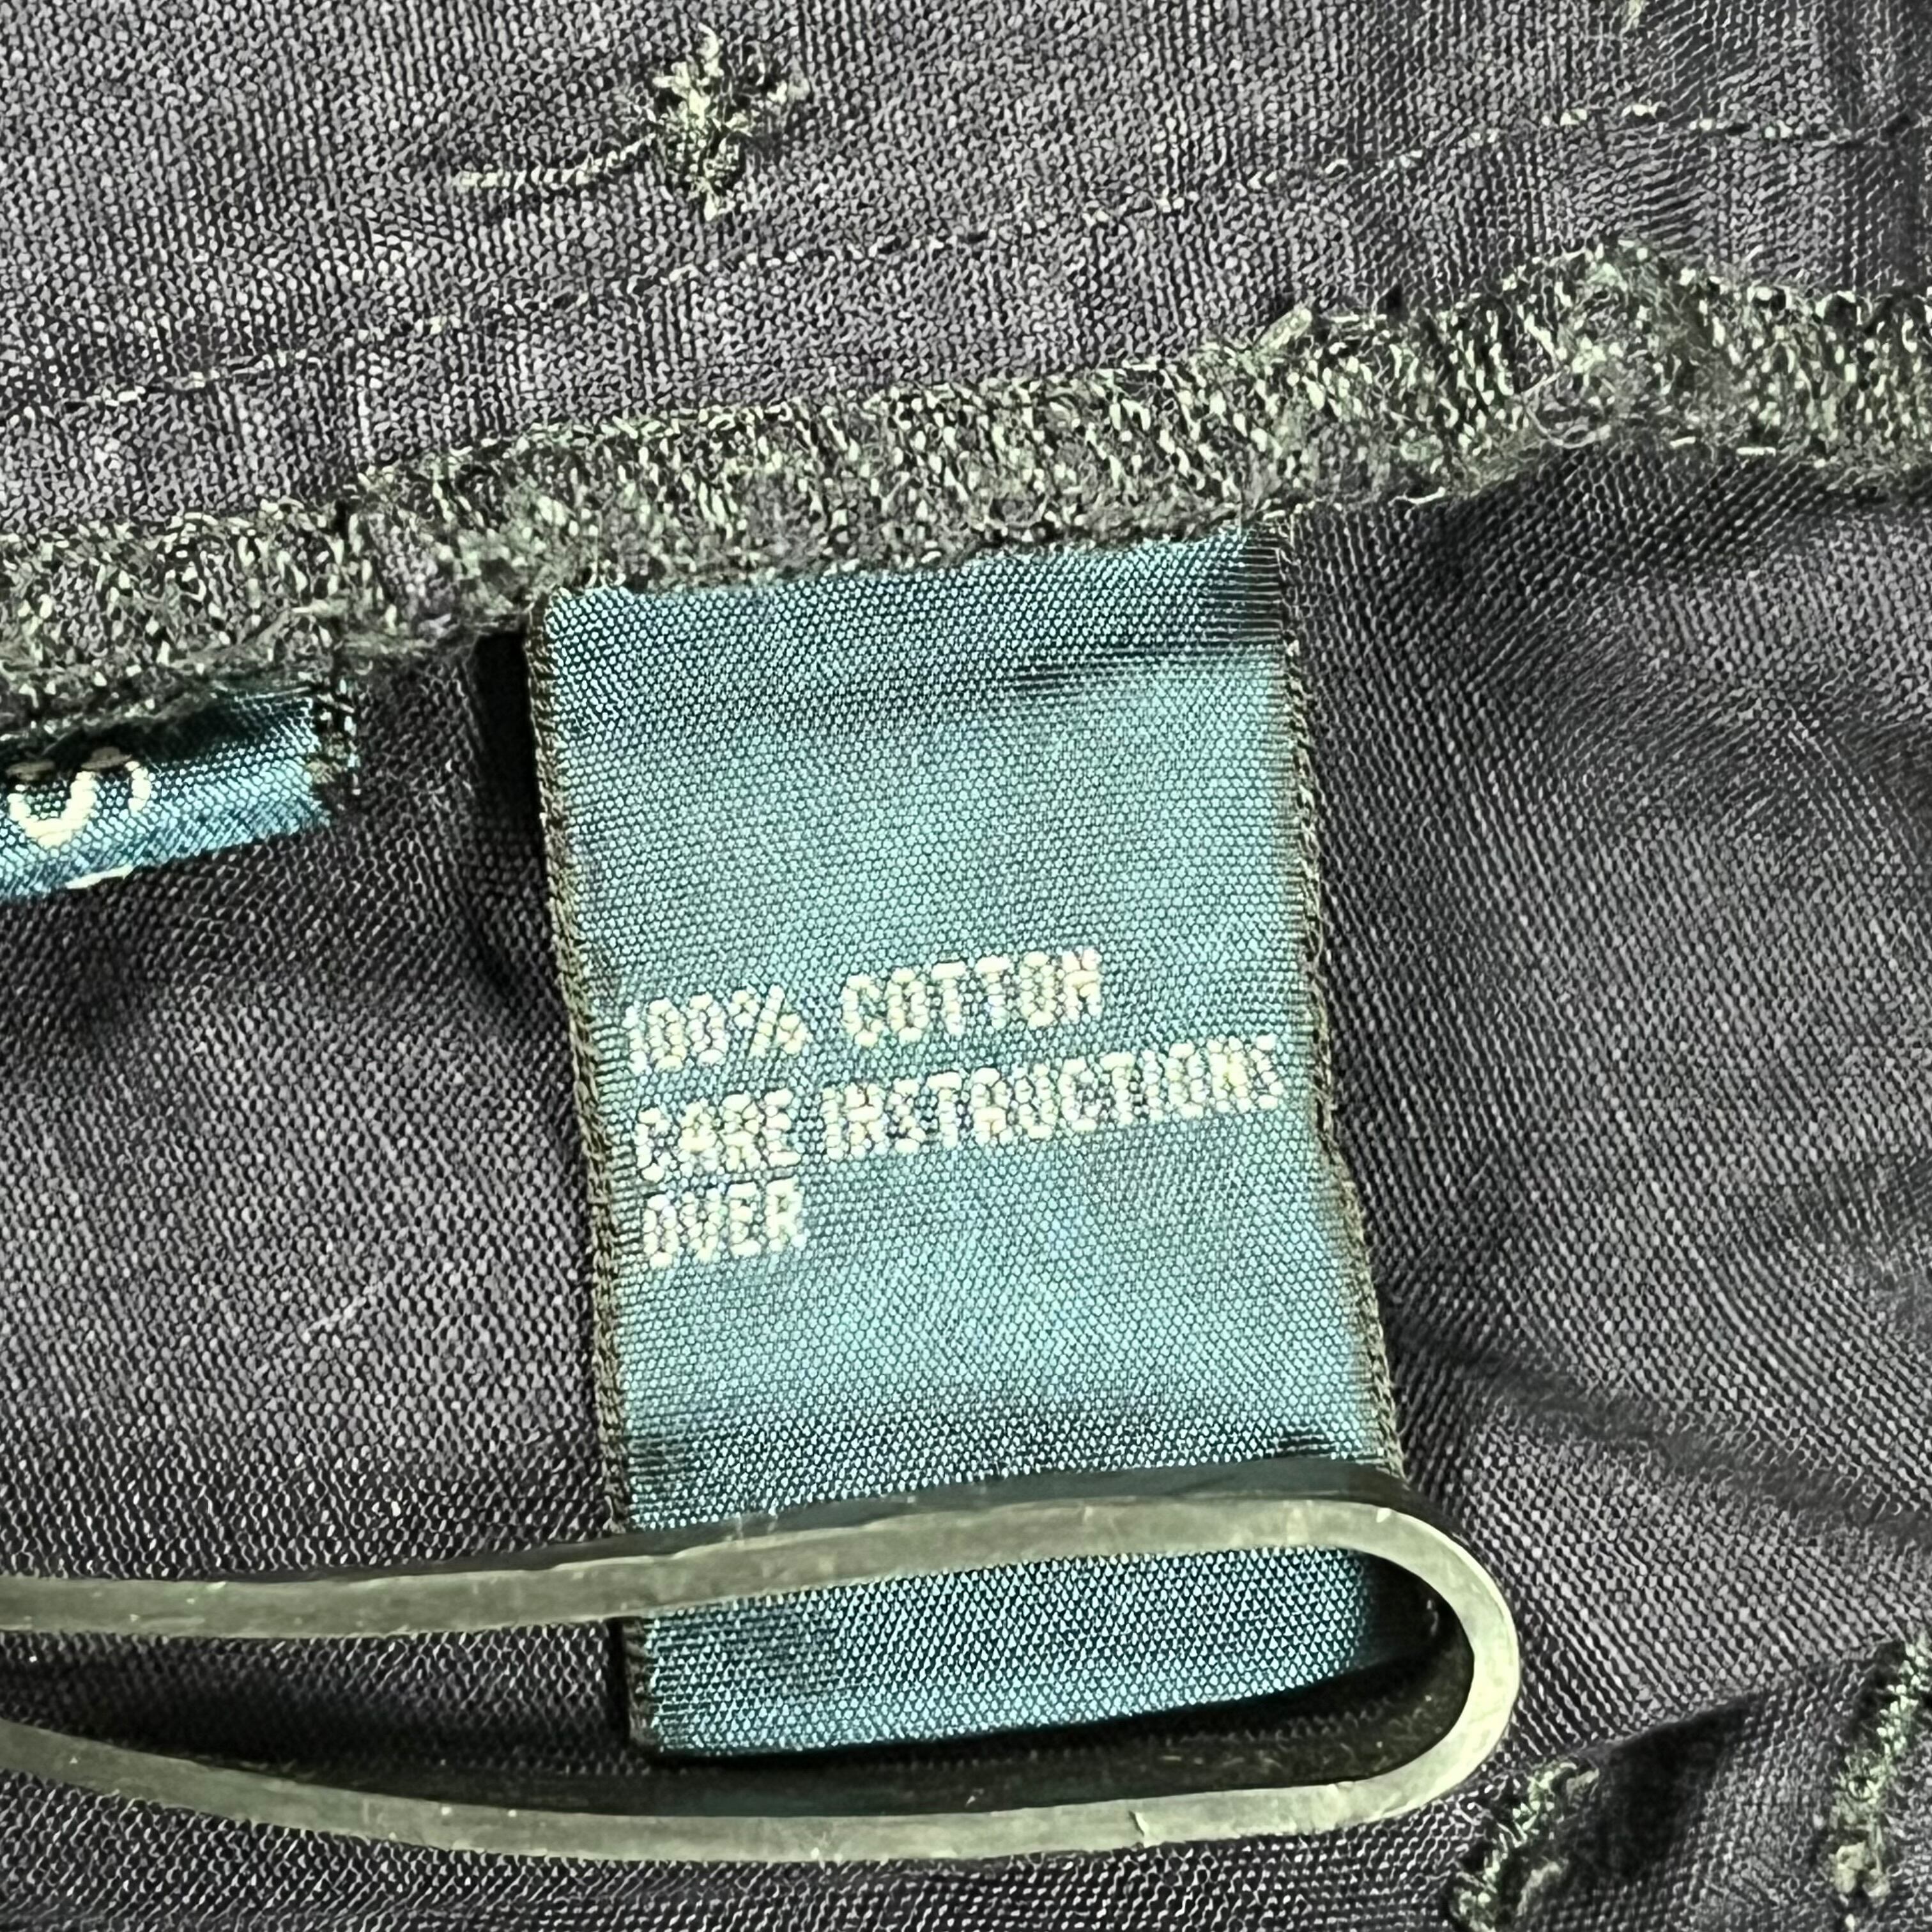 100% COTTON
CARE INSTRUCTIONS
OVER